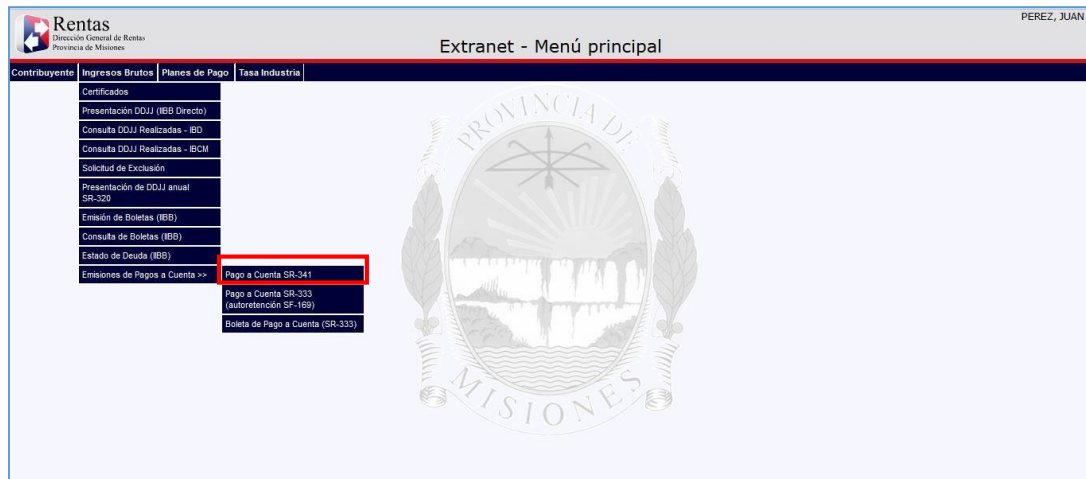 Rentas
Dirección General de Rentas
Provincia de Misiones
PEREZ, JUAN
Extranet - Menú principal
Contribuyente Ingresos Brutos Planes de Pago Tasa Industria
Certificados
Presentación DDJJ (IIBB Directo)
Consulta DDJJ Realizadas - IBD
Consulta DDJJ Realizadas - IBCM
Solicitud de Exclusión
Presentación de DDJJ anual
SR-320
Emisión de Boletas (IIBB)
Consulta de Boletas (IIBB)
Estado de Deuda (IIBB)
Emisiones de Pagos a Cuenta >>
Pago a Cuenta SR-341
Pago a Cuenta SR-333
(autoretención SF-169)
Boleta de Pago a Cuenta (SR-333)
PROVINCIA DE
MISIONES